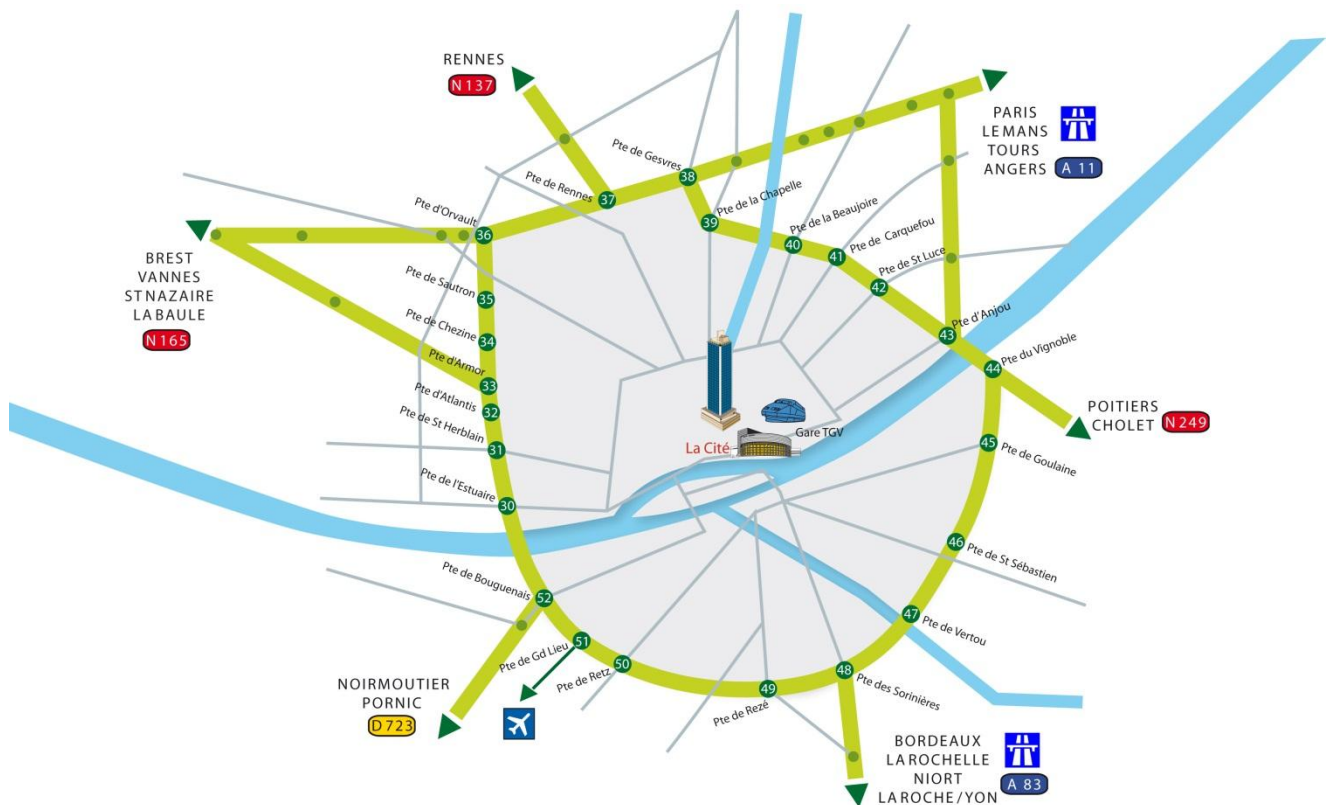 RENNES
N 137
PARIS
LE MANS
TOURS
ANGERS
A 11
Pte de Gesvres
38
Pte de Rennes
37
Pte de la Chapelle
39
Pte d'Orvault
36
Pte de la Beaujoire
40
Pte de Carquefou
41
BREST
VANNES
ST NAZAIRE
LA BAULE
N 165
Pte de St Luce
42
Pte de Sautron
35
Pte d'Anjou
43
Pte de Chezine
34
Pte du Vignoble
44
Pte d'Armor
33
Pte d'Atlantis
32
POITIERS
CHOLET
N 249
Pte de St Herblain
31
Gare TGV
La Cité
45
Pte de Goulaine
Pte de l'Estuaire
30
46
Pte de St Sébastien
Pte de Bouguenais
52
47
Pte de Vertou
Pte de Gd Lieu
51
Pte de Retz
50
48
Pte des Sorinières
Pte de Rezé
49
NOIRMOUTIER
PORNIC
D 723
BORDEAUX
LA ROCHELLE
NIORT
LA ROCHE / YON
A 83